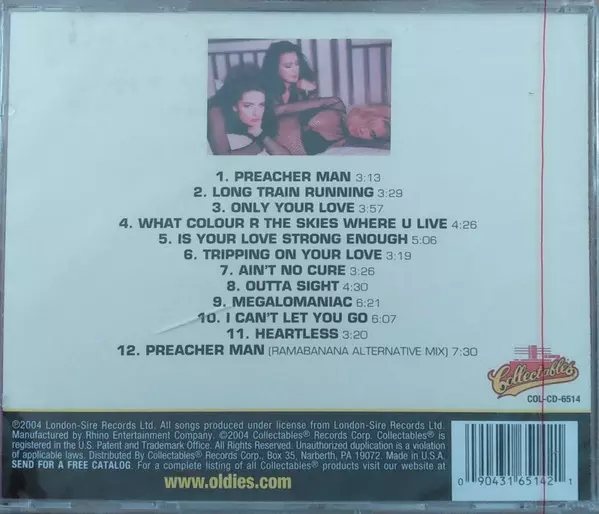 1. PREACHER MAN 3:13
2. LONG TRAIN RUNNING 3:29
3. ONLY YOUR LOVE 3:57
4. WHAT COLOUR R THE SKIES WHERE U LIVE 4:26
5. IS YOUR LOVE STRONG ENOUGH 5:06
6. TRIPPING ON YOUR LOVE 3:19
7. AIN'T NO CURE 3:26
8. OUTTA SIGHT 4:30
9. MEGALOMANIAC 6:21
10. I CAN'T LET YOU GO 6:07
11. HEARTLESS 3:20
12. PREACHER MAN (RAMABANANA ALTERNATIVE MIX) 7:30
Collectables®
COL-CD-6514
©2004 London-Sire Records Ltd. All songs produced under license from London-Sire Records Ltd.
Manufactured by Rhino Entertainment Company. ©2004 Collectables® Records Corp. Collectables® is
registered in the U.S. Patent and Trademark Office. All Rights Reserved. Unauthorized duplication is a violation
of applicable laws. Distributed By Collectables® Records Corp., Box 35, Narberth, PA 19072. Made in U.S.A.
SEND FOR A FREE CATALOG. For a complete listing of all Collectables® products visit our website at
www.oldies.com
0 90431 65142 1